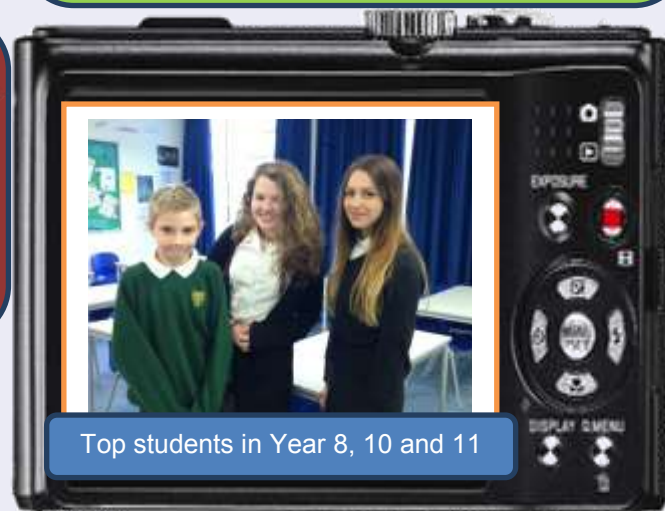 EXPOSURE
DISPLAY Q.MENU
Top students in Year 8, 10 and 11